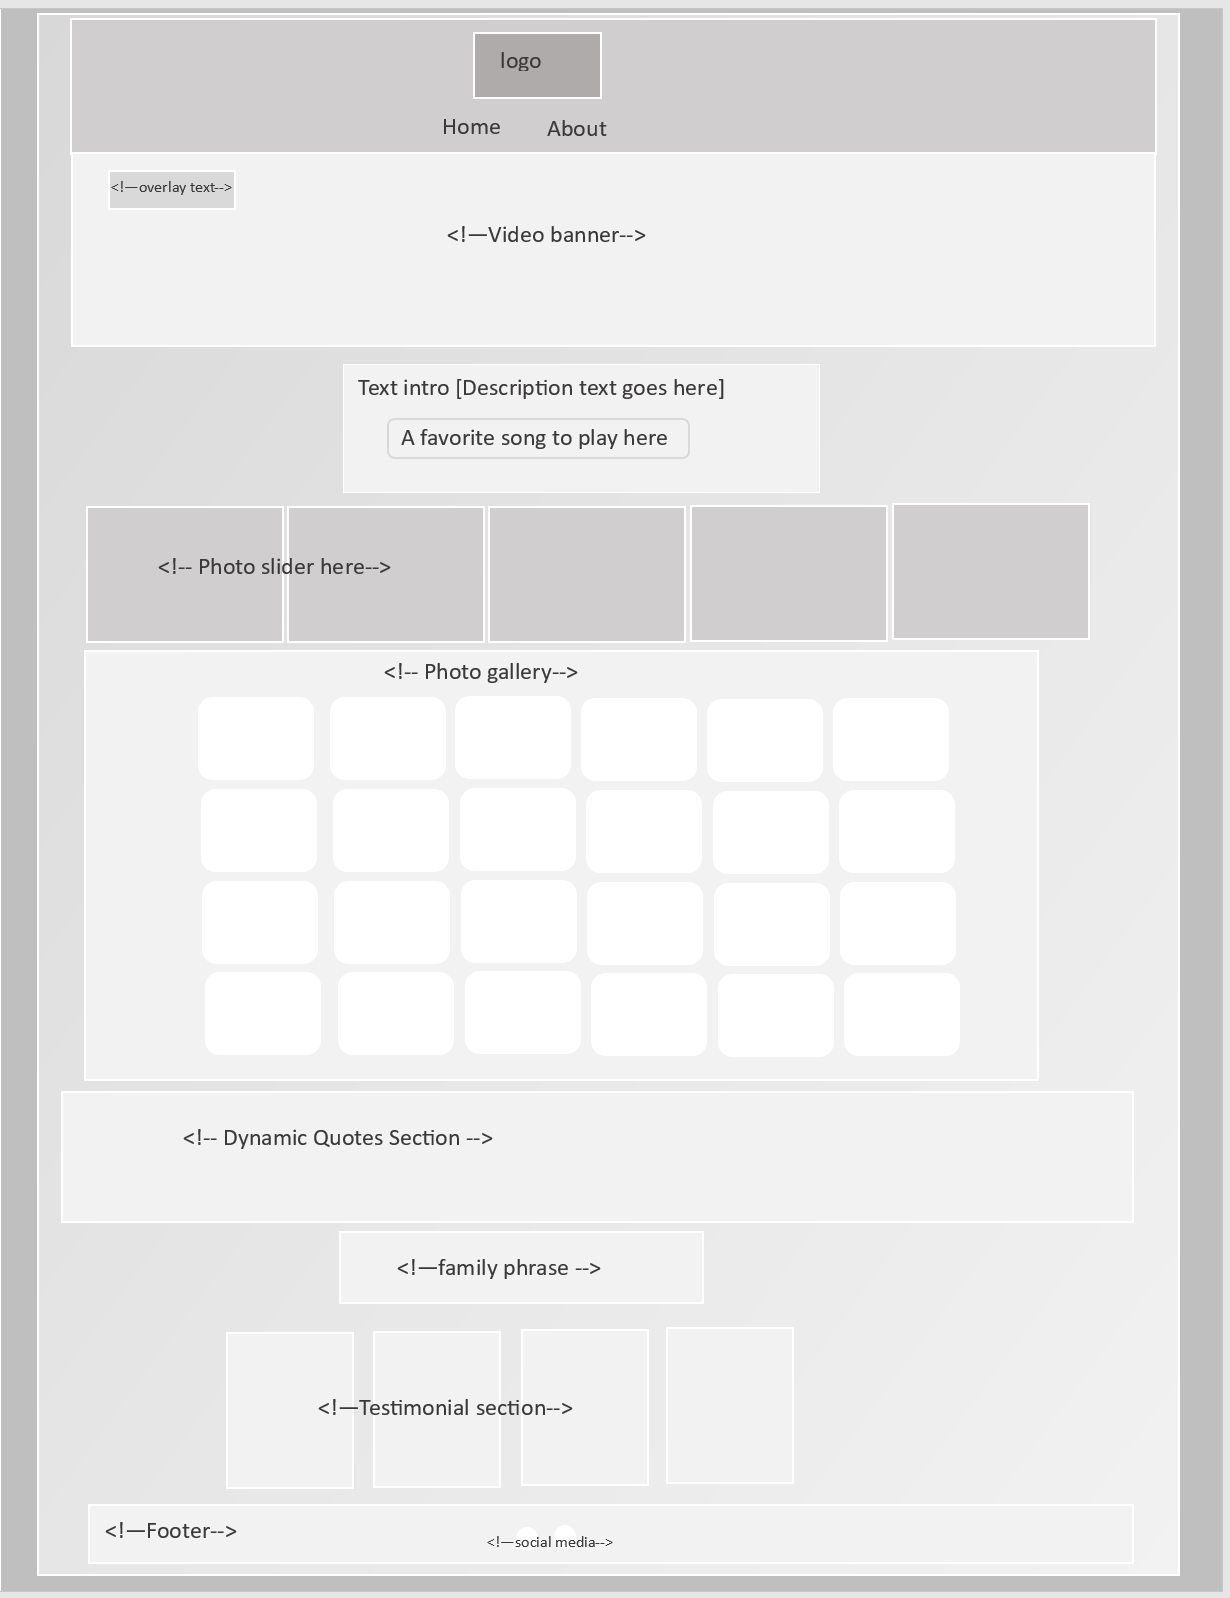 logo
Home About
<!—overlay text-->
<!—Video banner-->
Text intro [Description text goes here]
A favorite song to play here
<!-- Photo slider here-->
<!-- Photo gallery-->
<!-- Dynamic Quotes Section -->
<!—family phrase -->
<!—Testimonial section-->
<!—Footer-->
<!—social media-->